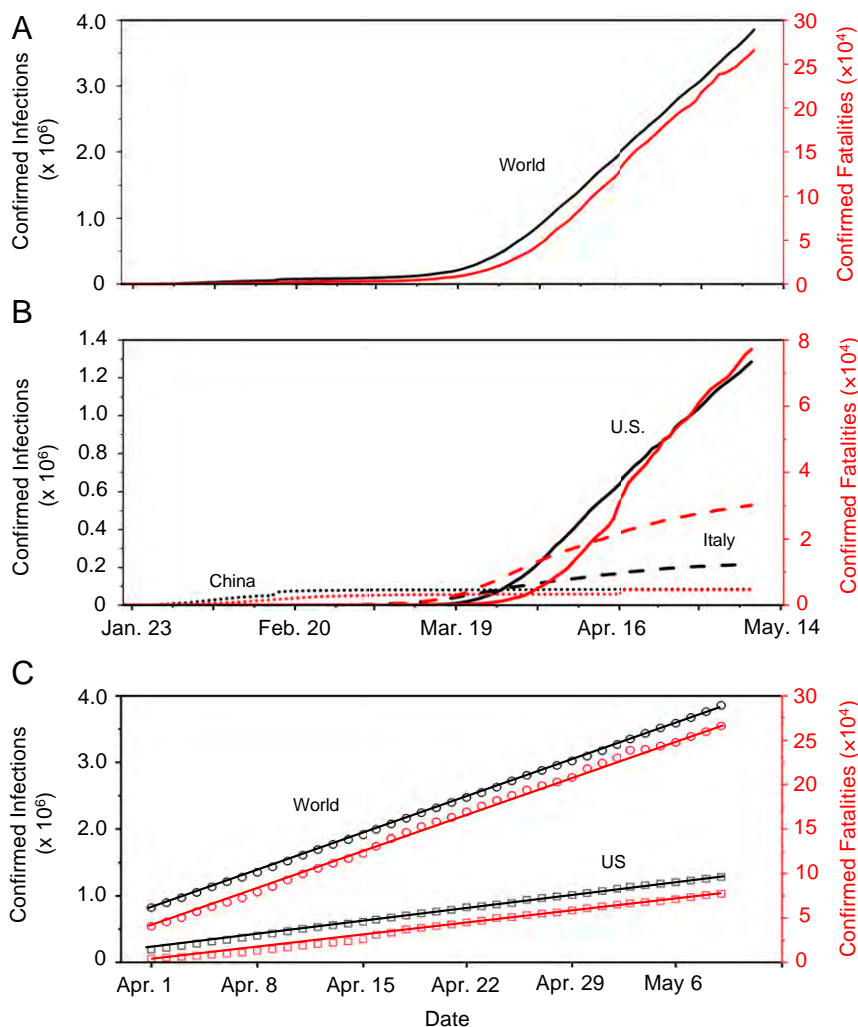 A
Confirmed Infections
(x 10⁶)
4.0
3.0
2.0
1.0
0
World
30
25
20
15
10
5
0
Confirmed Fatalities (×10⁴)
B
Confirmed Infections
(x 10⁶)
1.4
1.2
1.0
0.8
0.6
0.4
0.2
0
U.S.
Italy
China
8
6
4
2
0
Confirmed Fatalities (×10⁴)
Jan. 23
Feb. 20
Mar. 19
Apr. 16
May. 14
C
Confirmed Infections
(x 10⁶)
4.0
3.0
2.0
1.0
0
World
US
30
25
20
15
10
5
0
Confirmed Fatalities (×10⁴)
Apr. 1
Apr. 8
Apr. 15
Apr. 22
Apr. 29
May 6
Date